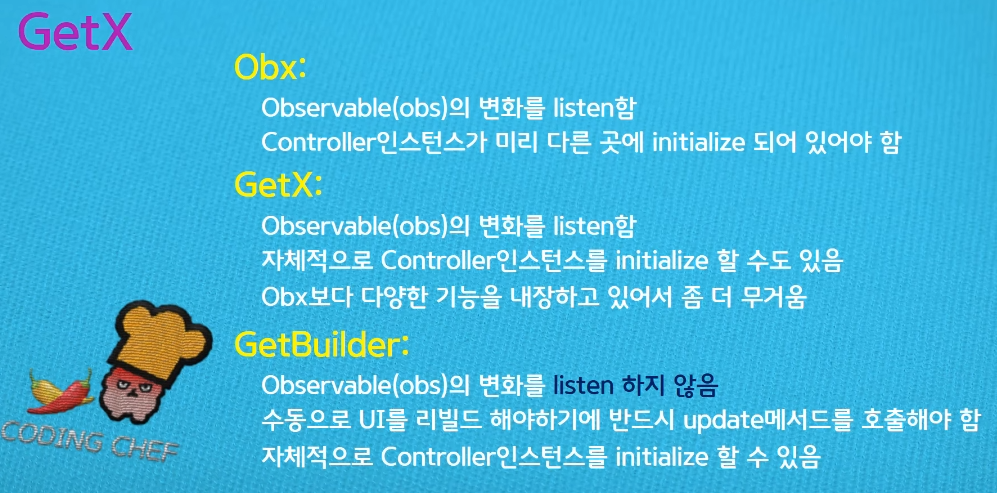 GetX
Obx:
Observable(obs)의 변화를 listen함
Controller인스턴스가 미리 다른 곳에 initialize 되어 있어야 함
GetX:
Observable(obs)의 변화를 listen함
자체적으로 Controller인스턴스를 initialize 할 수도 있음
Obx보다 다양한 기능을 내장하고 있어서 좀 더 무거움
GetBuilder:
Observable(obs)의 변화를 listen 하지 않음
수동으로 UI를 리빌드 해야하기에 반드시 update메서드를 호출해야 함
자체적으로 Controller인스턴스를 initialize 할 수 있음
CODING CHEF